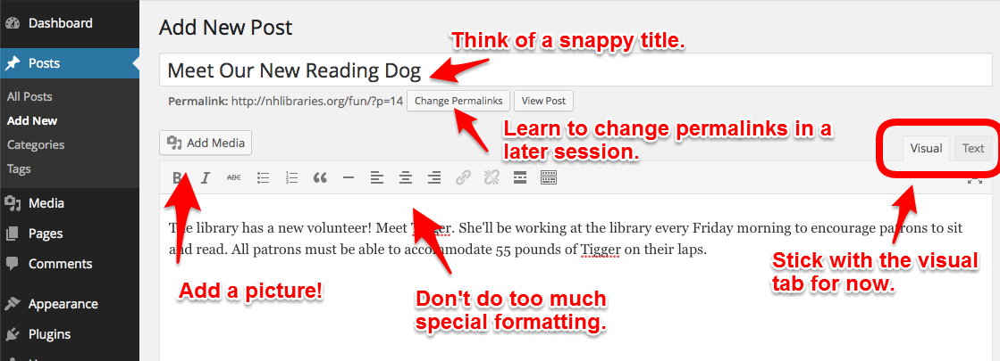 Dashboard
Posts
All Posts
Add New
Categories
Tags
Media
Pages
Comments
Appearance
Plugins
Add New Post
Think of a snappy title.
Meet Our New Reading Dog
Permalink: http://nhlibraries.org/fun/?p=14 Change Permalinks View Post
Learn to change permalinks in a
later session.
Add Media
Visual Text
B I ABC
The library has a new volunteer! Meet Tigger. She'll be working at the library every Friday morning to encourage patrons to sit
and read. All patrons must be able to accommodate 55 pounds of Tigger on their laps.
Add a picture!
Don't do too much
special formatting.
Stick with the visual
tab for now.